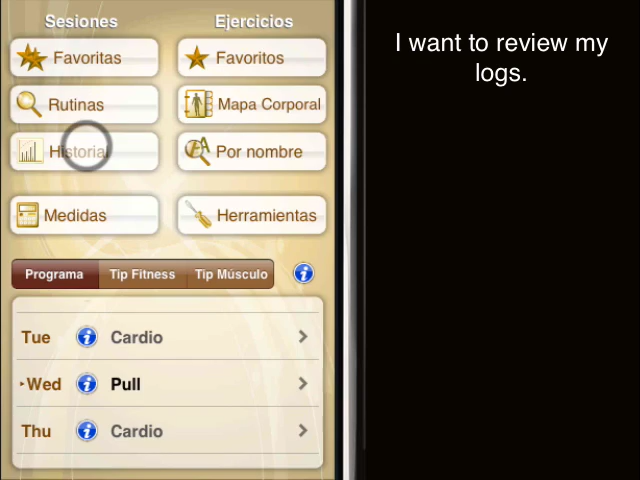 Sesiones
Ejercicios
Favoritas
Favoritos
Rutinas
Mapa Corporal
Historial
Por nombre
Medidas
Herramientas
Programa
Tip Fitness
Tip Músculo
Tue
Cardio
Wed
Pull
Thu
Cardio
I want to review my
logs.